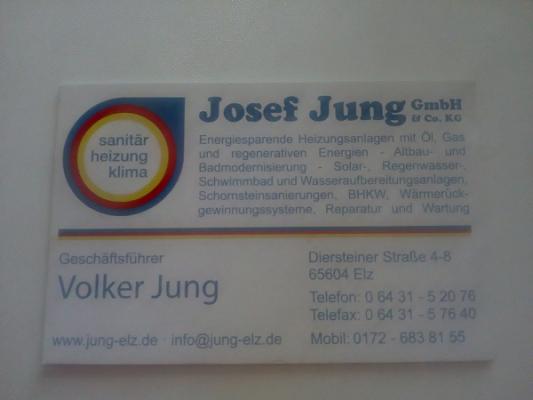 Josef Jung GmbH & Co. KG
sanitär
heizung
klima
Energiesparende Heizungsanlagen mit Öl, Gas
und regenerativen Energien - Altbau- und
Badmodernisierung - Solar-, Regenwasser-,
Schwimmbad und Wasseraufbereitungsanlagen,
Schornsteinsanierungen, BHKW, Wärmerück-
gewinnungssysteme, Reparatur und Wartung
Geschäftsführer
Volker Jung
www.jung-elz.de · info@jung-elz.de
Diersteiner Straße 4-8
65604 Elz
Telefon: 0 64 31 - 5 20 76
Telefax: 0 64 31 - 5 76 40
Mobil: 0172 - 683 81 55